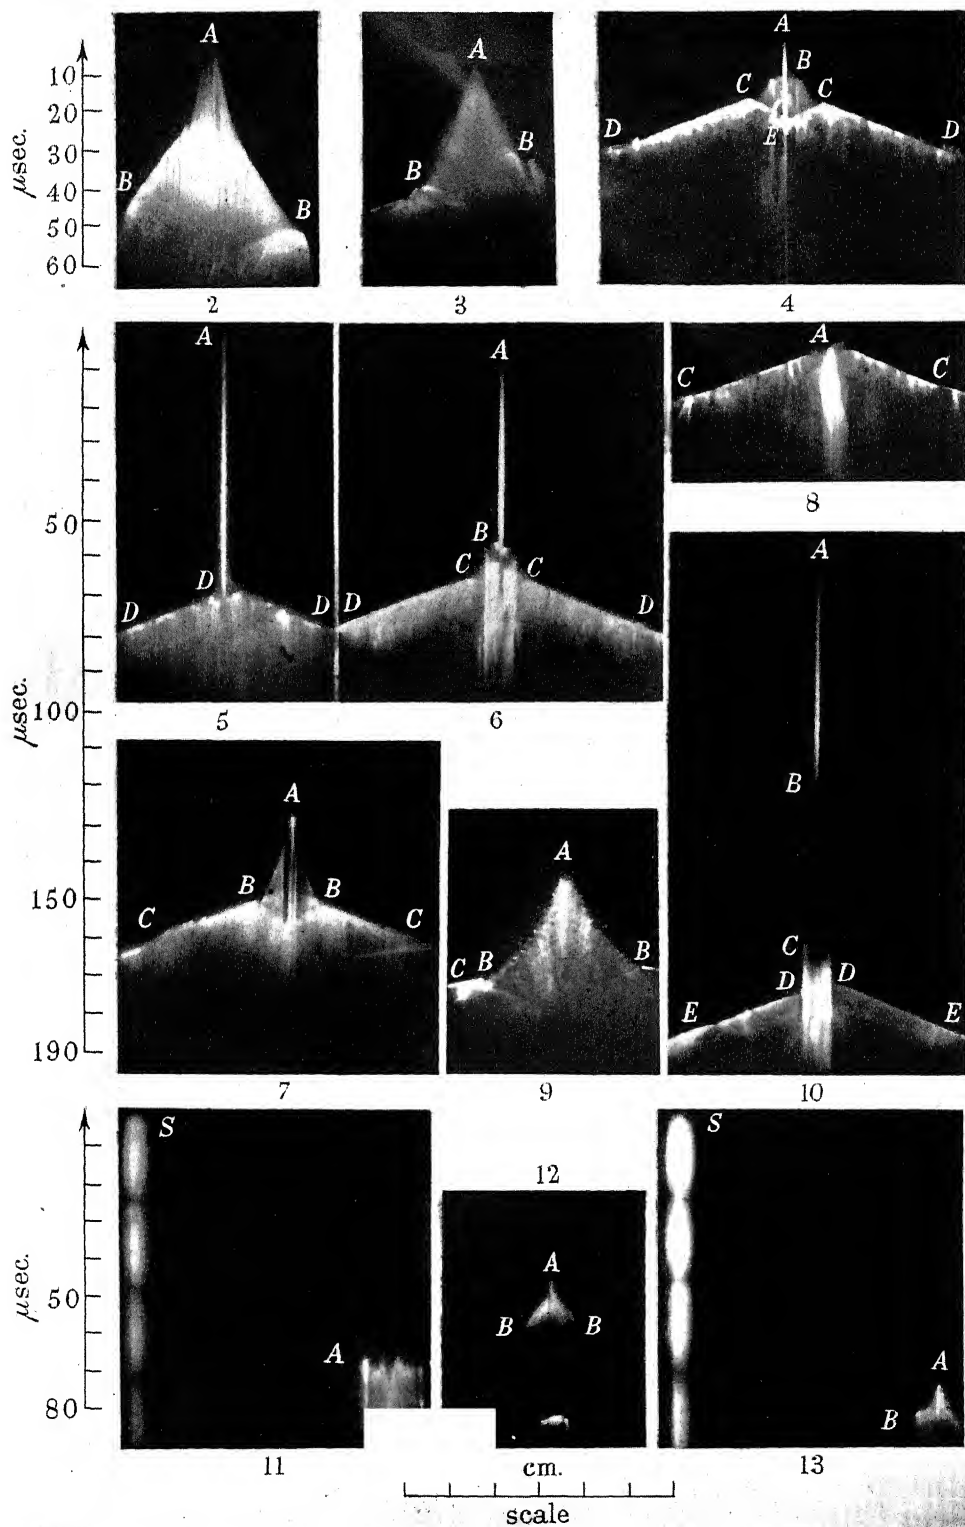 A A A
B
C C
D E D
B B
B B
µsec.
10
20
30
40
50
60
2 3 4
A A A
C C
B
C C
D D D D D
8
A
B
C
D D
E E
50
100
150
190
µsec.
5 6
A
B B
C C
A
C B B
7 9 10
S
A
µsec.
50
80
11
12
A
B B
S
A
B
13
cm.
scale